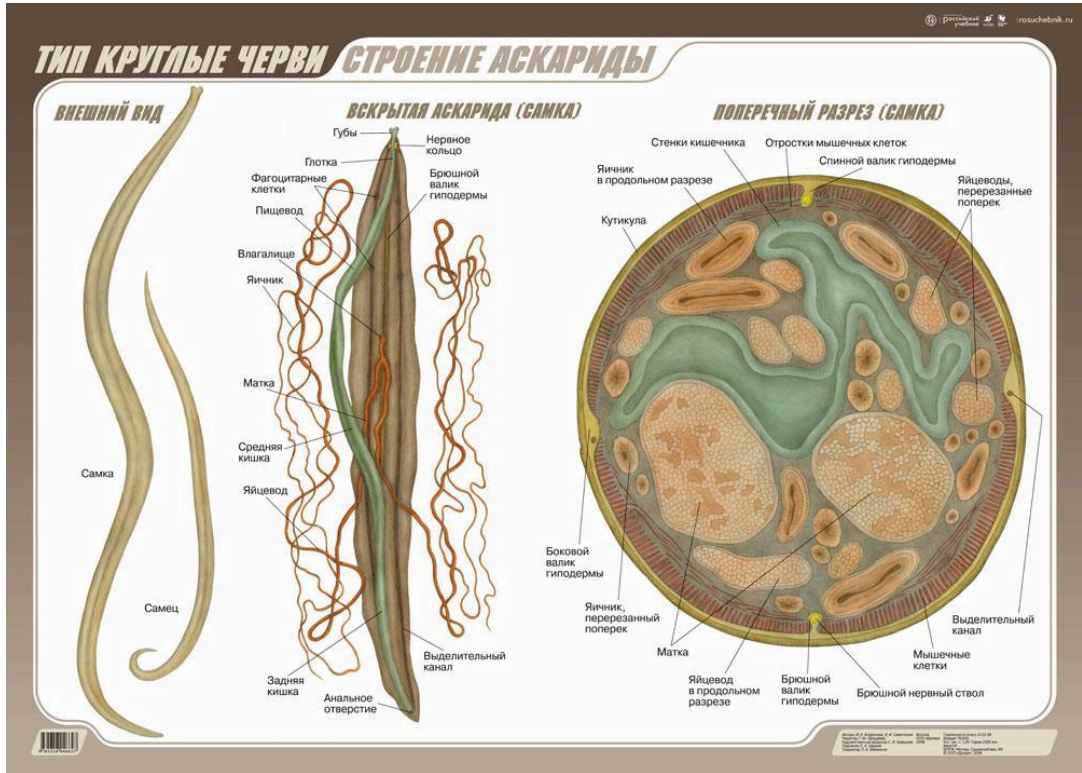 российский
учебник
rosuchebnik.ru
ТИП КРУГЛЫЕ ЧЕРВИ
СТРОЕНИЕ АСКАРИДЫ
ВНЕШНИЙ ВИД
Самка
Самец
ВСКРЫТАЯ АСКАРИДА (САМКА)
Губы
Нервное
кольцо
Глотка
Фагоцитарные
клетки
Брюшной
валик
гиподермы
Пищевод
Влагалище
Яичник
Матка
Средняя
кишка
Яйцевод
Выделительный
канал
Задняя
кишка
Анальное
отверстие
ПОПЕРЕЧНЫЙ РАЗРЕЗ (САМКА)
Стенки кишечника
Отростки мышечных клеток
Спинной валик гиподермы
Яичник
в продольном разрезе
Яйцеводы,
перерезанные
поперек
Кутикула
Боковой
валик
гиподермы
Яичник,
перерезанный
поперек
Матка
Яйцевод
в продольном
разрезе
Брюшной
валик
гиподермы
Брюшной нервный ствол
Мышечные
клетки
Выделительный
канал